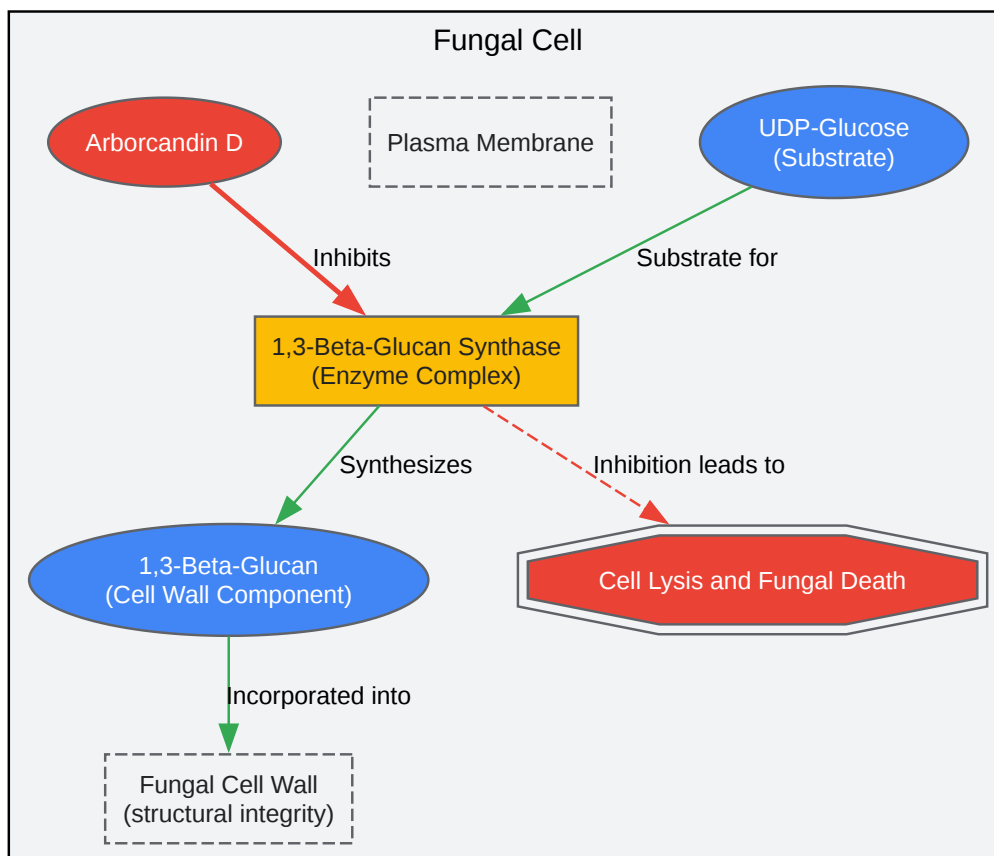 Fungal Cell
Arborcandin D
Plasma Membrane
UDP-Glucose
(Substrate)
Inhibits
Substrate for
1,3-Beta-Glucan Synthase
(Enzyme Complex)
Synthesizes
Inhibition leads to
1,3-Beta-Glucan
(Cell Wall Component)
Cell Lysis and Fungal Death
Incorporated into
Fungal Cell Wall
(structural integrity)